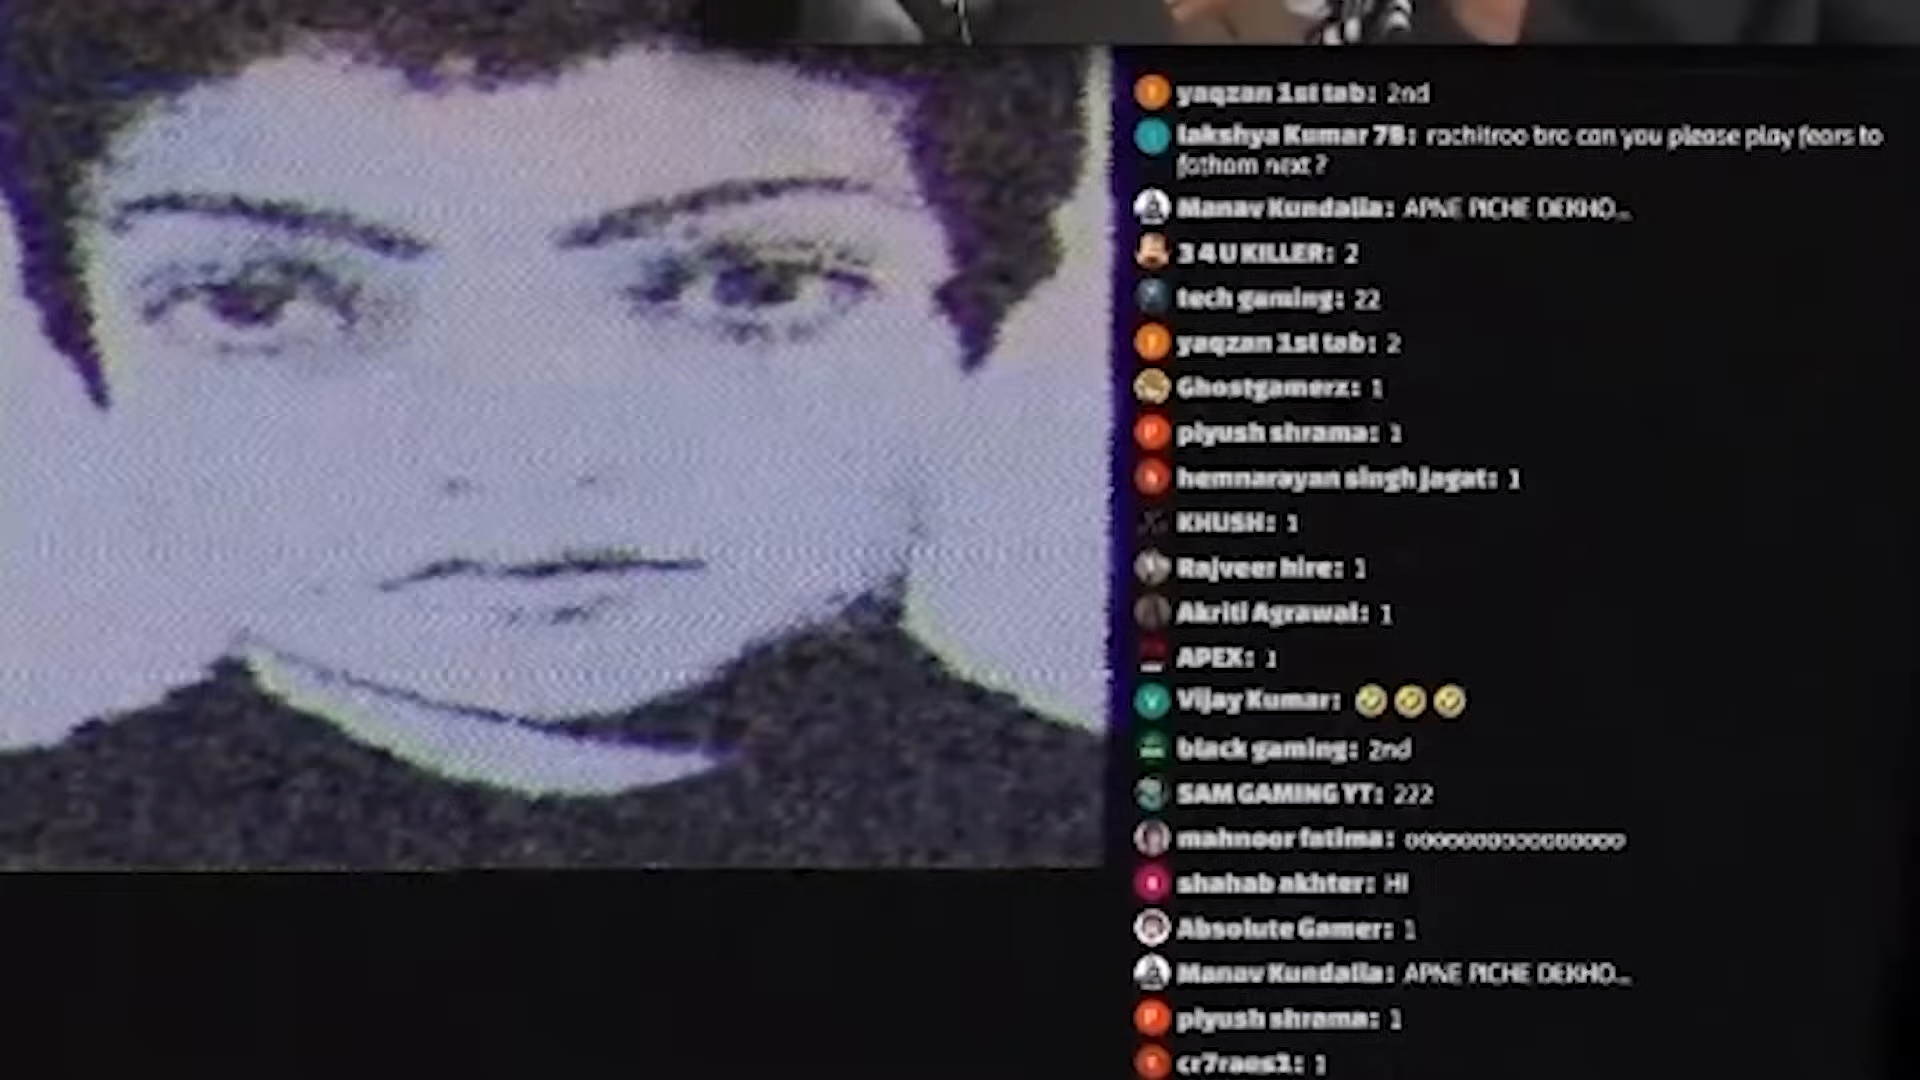 yaqzan 1st tab: 2nd
lakshya Kumar 7B: rachitroo bro can you please play fears to
fathom next ?
Manav Kundalia: APNE PICHE DEKHO...
3 4 U KILLER: 2
tech gaming: 22
yaqzan 1st tab: 2
Ghostgamerz: 1
piyush shrama: 1
hemnarayan singh jagat: 1
KHUSH: 1
Rajveer hire: 1
Akriti Agrawal: 1
APEX: 1
Vijay Kumar: 🤣 🤣 🤣
black gaming: 2nd
SAM GAMING YT: 222
mahnoor fatima: oooooooooooooooo
shahab akhter: HI
Absolute Gamer: 1
Manav Kundalia: APNE PICHE DEKHO...
piyush shrama: 1
1